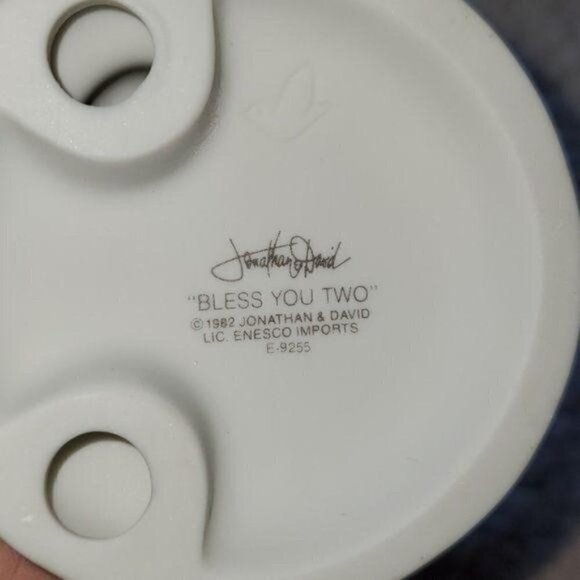 Jonathan & David
"BLESS YOU TWO"
© 1982 JONATHAN & DAVID
LIC. ENESCO IMPORTS
E-9255